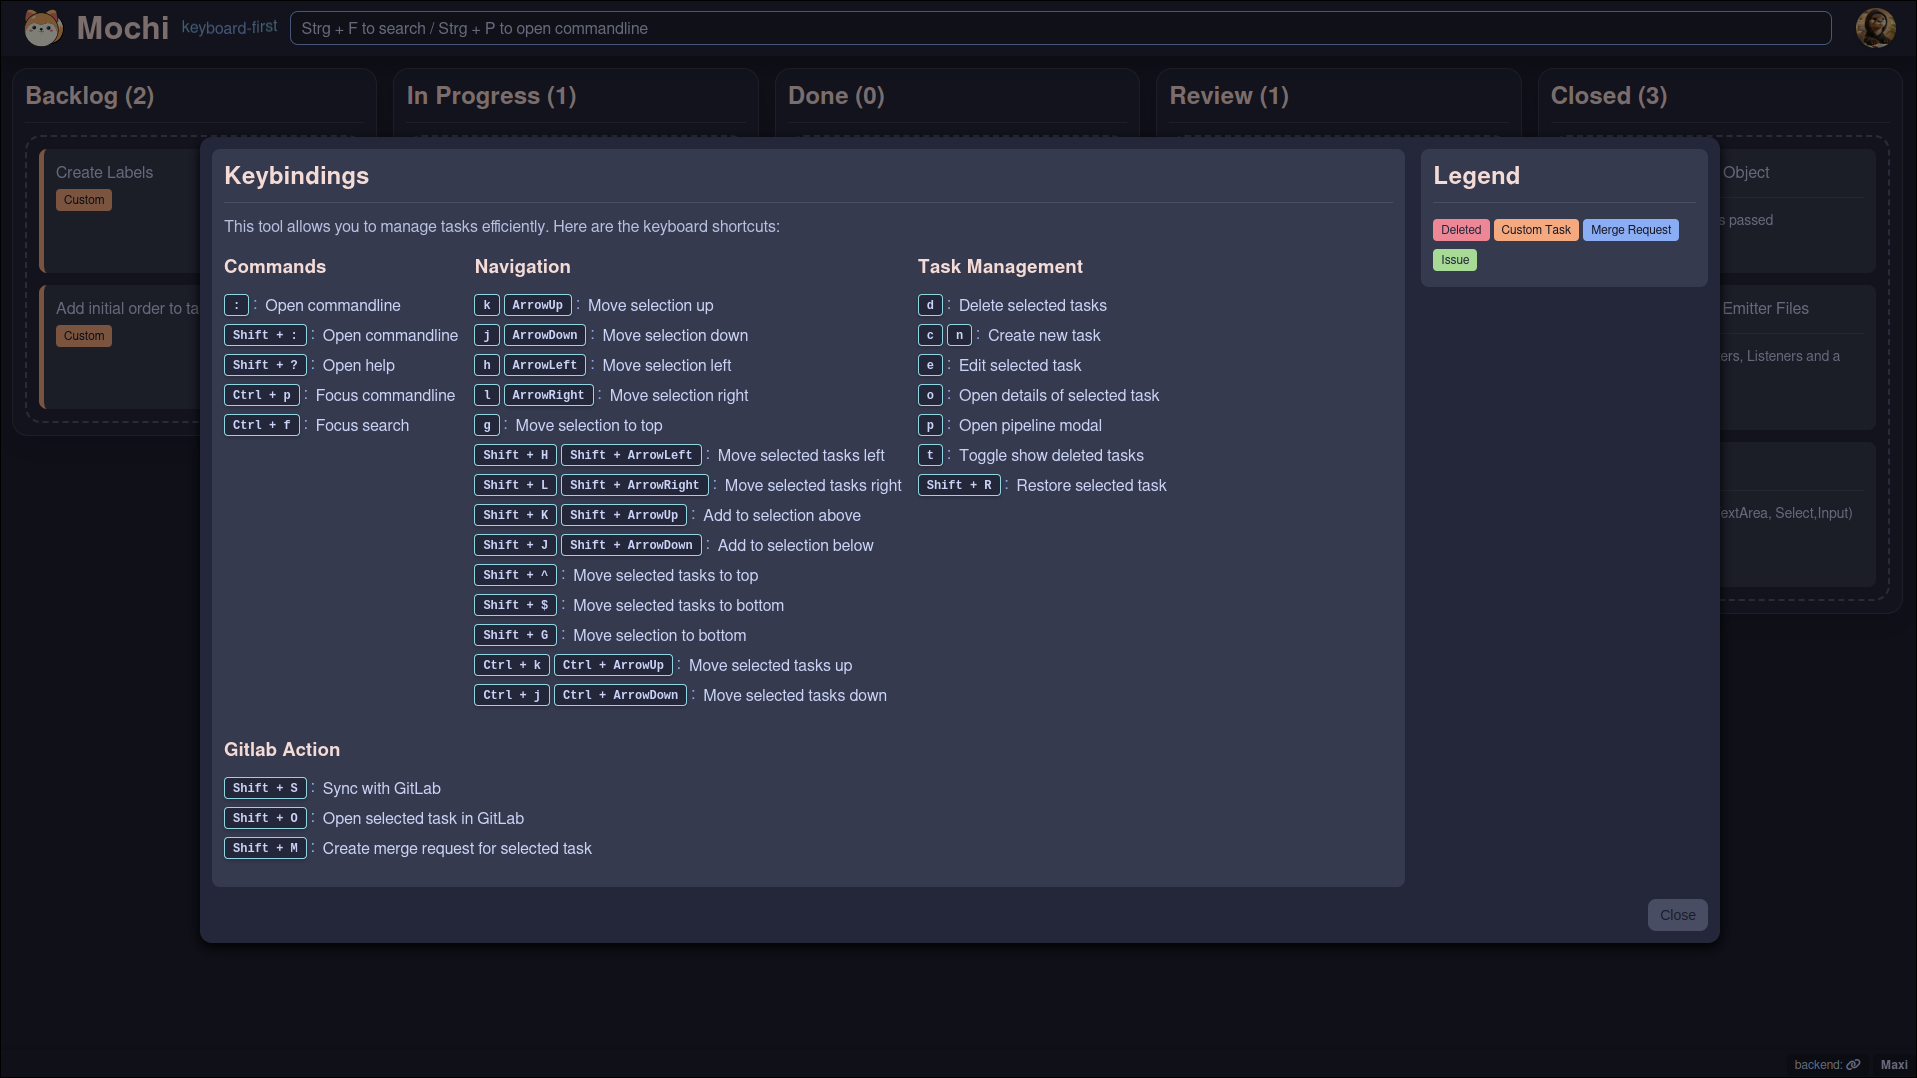 Mochi keyboard-first Strg + F to search / Strg + P to open commandline
Backlog (2)
In Progress (1)
Done (0)
Review (1)
Closed (3)
Create Labels
Custom
Add initial order to ta
Custom
Object
s passed
Emitter Files
ers, Listeners and a
extArea, Select,Input)
Keybindings
This tool allows you to manage tasks efficiently. Here are the keyboard shortcuts:
Commands
: : Open commandline
Shift + : : Open commandline
Shift + ? : Open help
Ctrl + p : Focus commandline
Ctrl + f : Focus search
Navigation
k ArrowUp : Move selection up
j ArrowDown : Move selection down
h ArrowLeft : Move selection left
l ArrowRight : Move selection right
g : Move selection to top
Shift + H Shift + ArrowLeft : Move selected tasks left
Shift + L Shift + ArrowRight : Move selected tasks right
Shift + K Shift + ArrowUp : Add to selection above
Shift + J Shift + ArrowDown : Add to selection below
Shift + ^ : Move selected tasks to top
Shift + $ : Move selected tasks to bottom
Shift + G : Move selection to bottom
Ctrl + k Ctrl + ArrowUp : Move selected tasks up
Ctrl + j Ctrl + ArrowDown : Move selected tasks down
Task Management
d : Delete selected tasks
c n : Create new task
e : Edit selected task
o : Open details of selected task
p : Open pipeline modal
t : Toggle show deleted tasks
Shift + R : Restore selected task
Gitlab Action
Shift + S : Sync with GitLab
Shift + O : Open selected task in GitLab
Shift + M : Create merge request for selected task
Legend
Deleted Custom Task Merge Request
Issue
Close
backend: Maxi